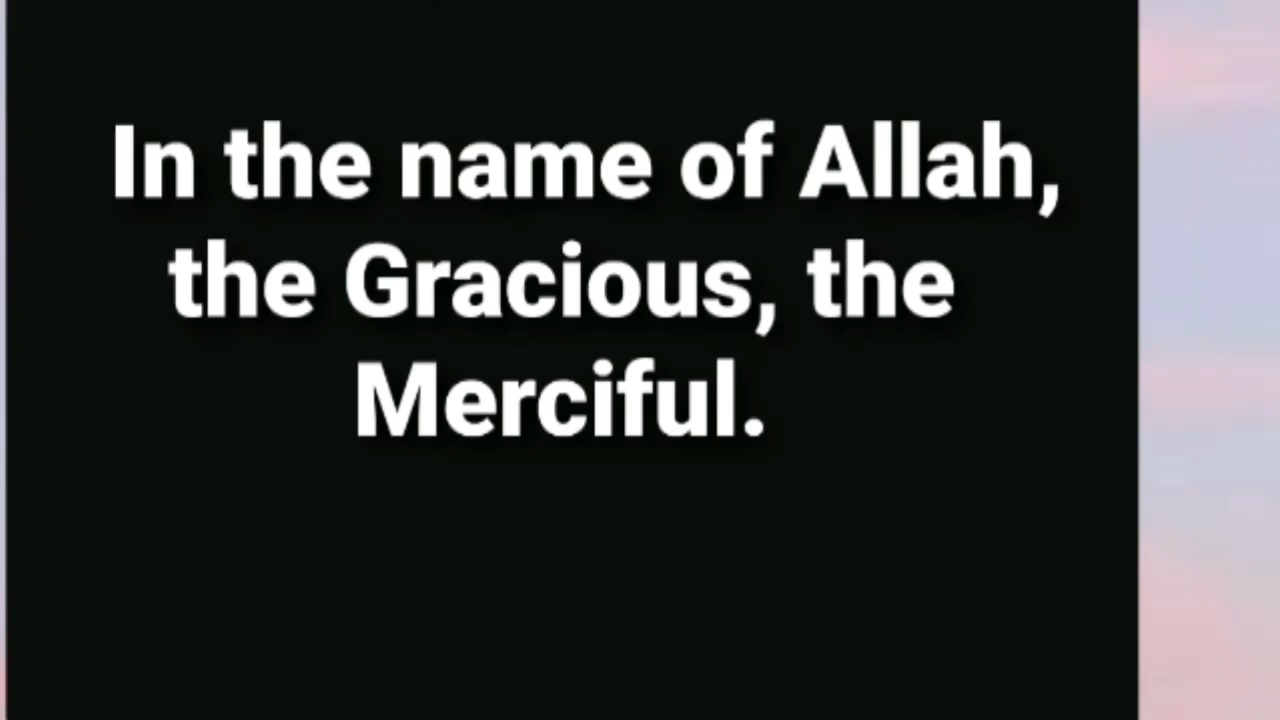 In the name of Allah,
the Gracious, the
Merciful.